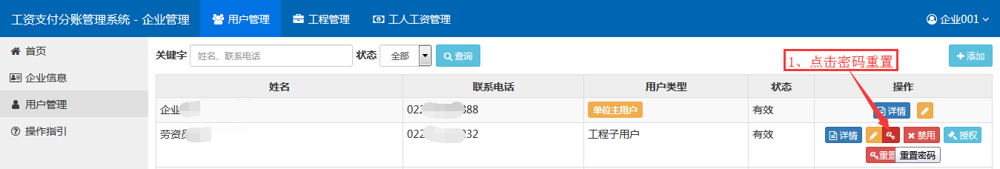 工资支付分账管理系统 - 企业管理 用户管理 工程管理 工人工资管理 企业001
首页
企业信息
用户管理
操作指引
关键字 姓名、联系电话 状态 全部 查询 添加
1、点击密码重置
姓名 联系电话 用户类型 状态 操作
企业 022 888 单位主用户 有效 详情
劳资员 022 232 工程子用户 有效 详情 禁用 授权
重置 重置密码